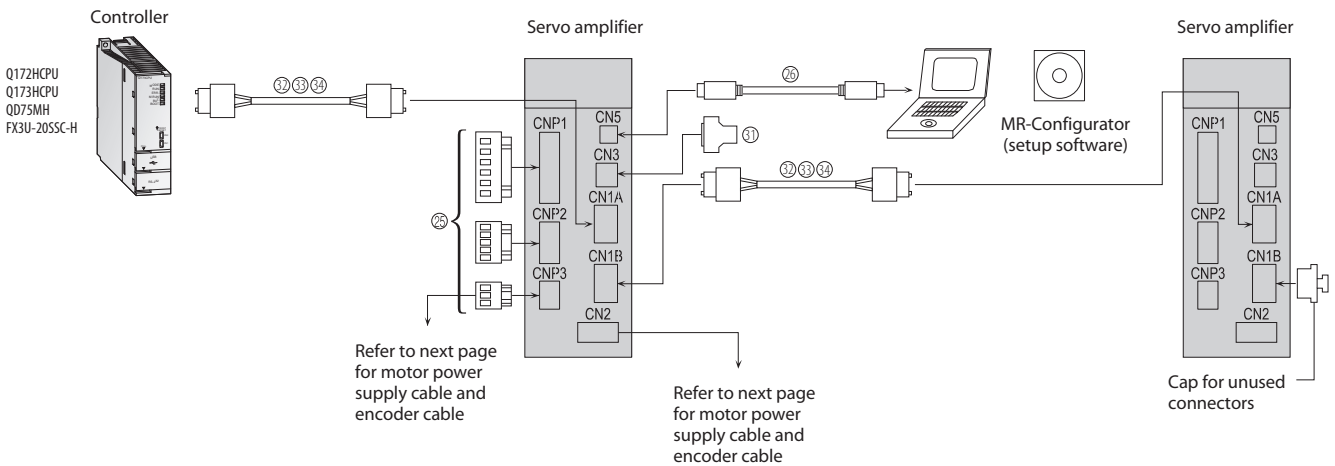 Controller
Q172HCPU
Q173HCPU
QD75MH
FX3U-20SSC-H
㉜㉝㉞
Servo amplifier
CNP1
CNP2
CNP3
CN5
CN3
CN1A
CN1B
CN2
㉕
Refer to next page
for motor power
supply cable and
encoder cable
Refer to next page
for motor power
supply cable and
encoder cable
㉖
㉛
㉜㉝㉞
MR-Configurator
(setup software)
Servo amplifier
CNP1
CNP2
CNP3
CN5
CN3
CN1A
CN1B
CN2
Cap for unused
connectors